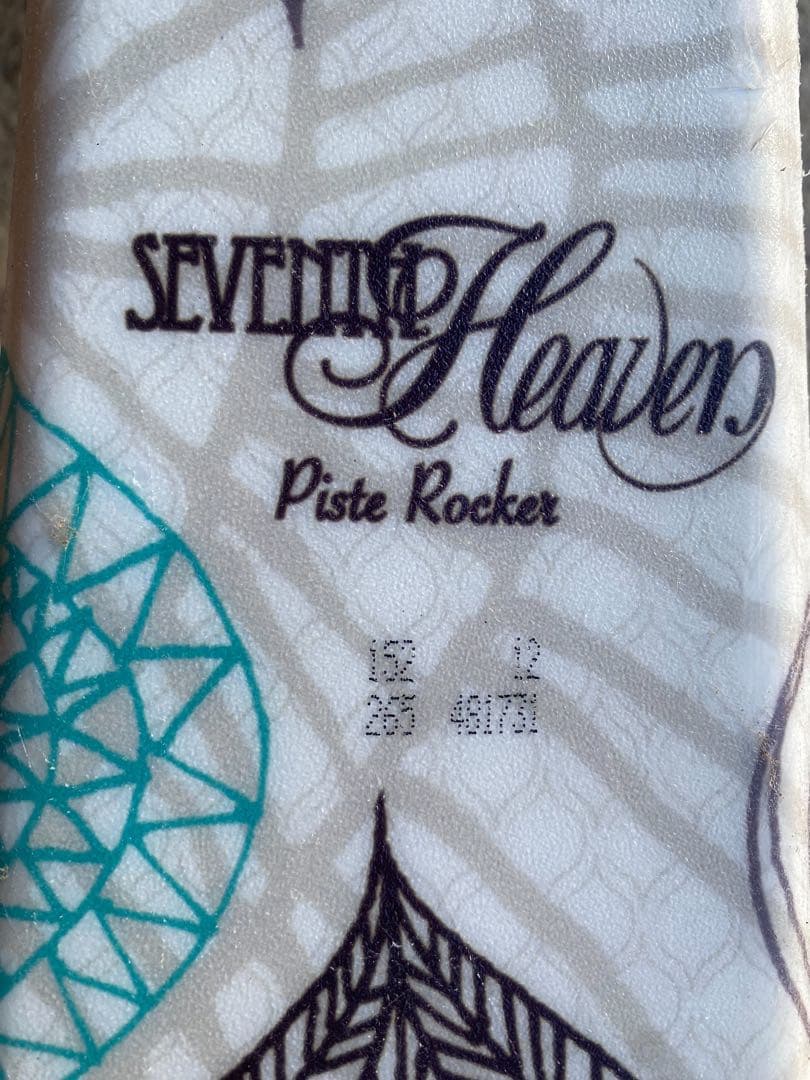 SEVENTH Heaven
Piste Rocker
152 12
265 481731